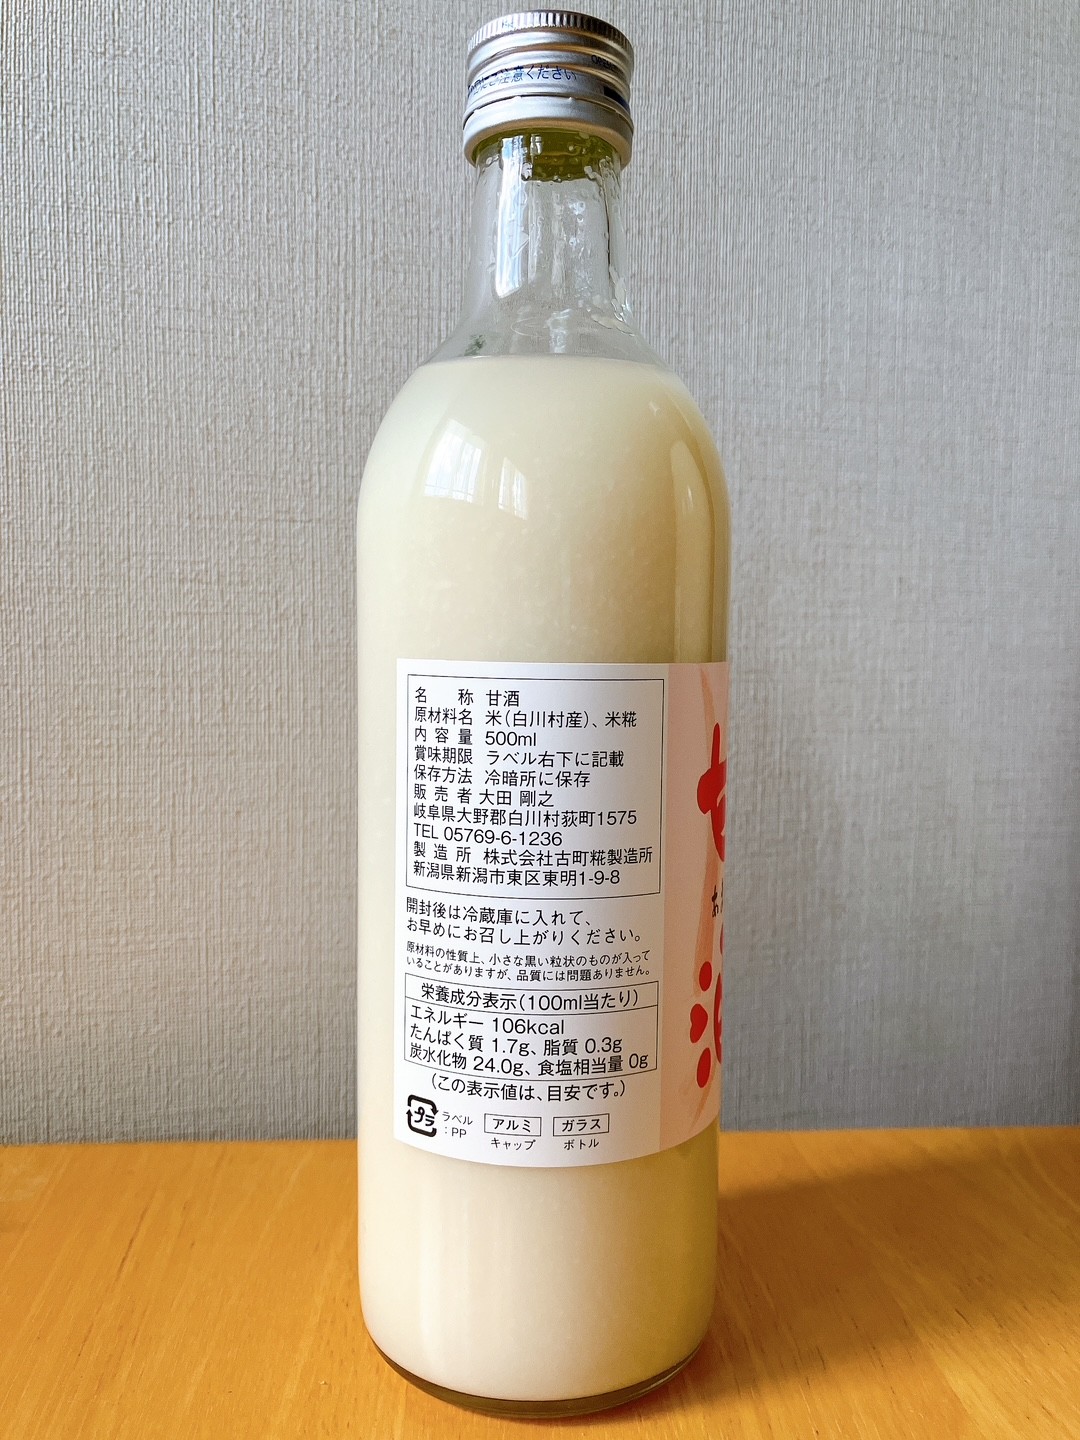 ご注意ください
名 称 甘酒
原材料名 米(白川村産)、米糀
内容量 500ml
賞味期限 ラベル右下に記載
保存方法 冷暗所に保存
販売者 大田 剛之
岐阜県大野郡白川村荻町1575
TEL 05769-6-1236
製造所 株式会社古町糀製造所
新潟県新潟市東区東明1-9-8
開封後は冷蔵庫に入れて、
お早めにお召し上がりください。
原材料の性質上、小さな黒い粒状のものが入って
いることがありますが、品質には問題ありません。
栄養成分表示(100ml当たり)
エネルギー 106kcal
たんぱく質 1.7g、脂質 0.3g
炭水化物 24.0g、食塩相当量 0g
(この表示値は、目安です。)
プラ ラベル:PP
アルミ キャップ
ガラス ボトル